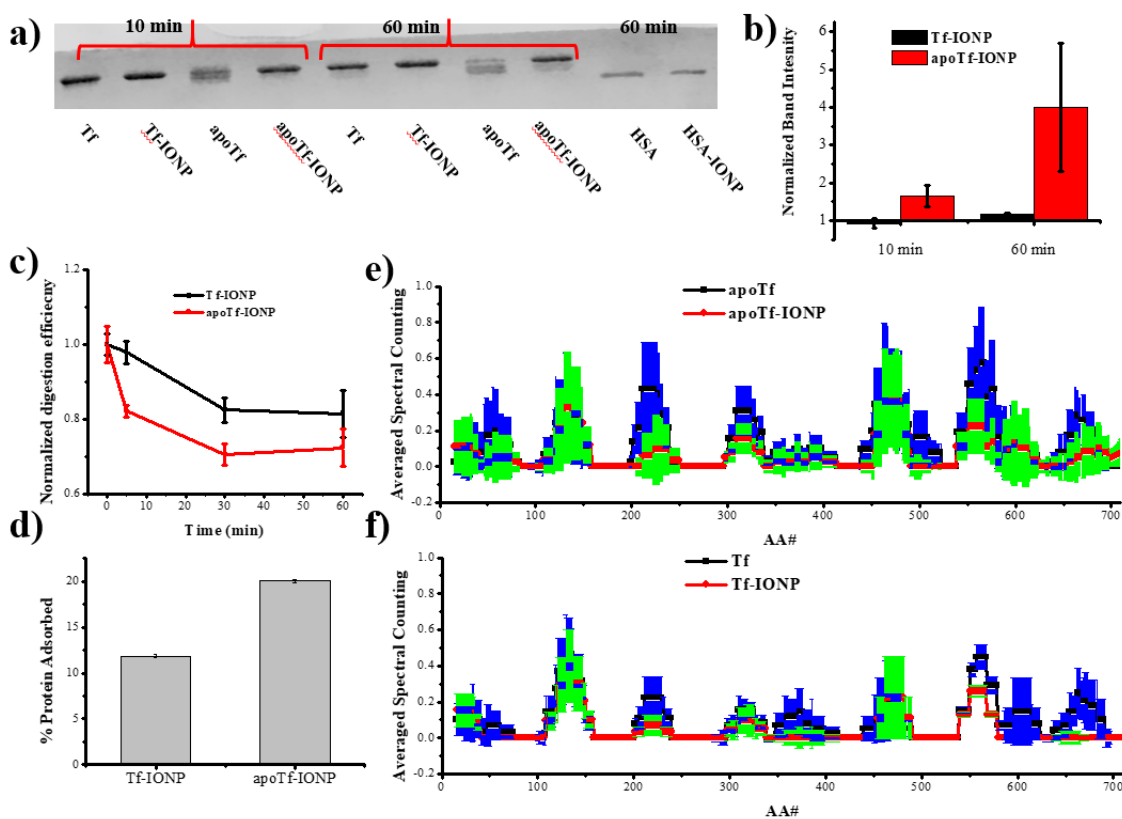 a)
10 min
60 min
60 min
Tf
Tf-IONP
apoTf
apoTf-IONP
Tf
Tf-IONP
apoTf
apoTf-IONP
HSA
HSA-IONP
b)
Tf-IONP
apoTf-IONP
Normalized Band Intesnity
6
5
4
3
2
1
10 min
60 min
c)
Tf-IONP
apoTf-IONP
Normalized digestion efficiecny
1.2
1.0
0.8
0.6
0
10
20
30
40
50
60
Time (min)
d)
% Protein Adsorbed
20
15
10
5
0
Tf-IONP
apoTf-IONP
e)
apoTf
apoTf-IONP
Averaged Spectral Counting
1.0
0.8
0.6
0.4
0.2
0.0
-0.2
0
100
200
300
400
500
600
700
AA#
f)
Tf
Tf-IONP
Averaged Spectral Counting
1.0
0.8
0.6
0.4
0.2
0.0
-0.2
0
100
200
300
400
500
600
700
AA#